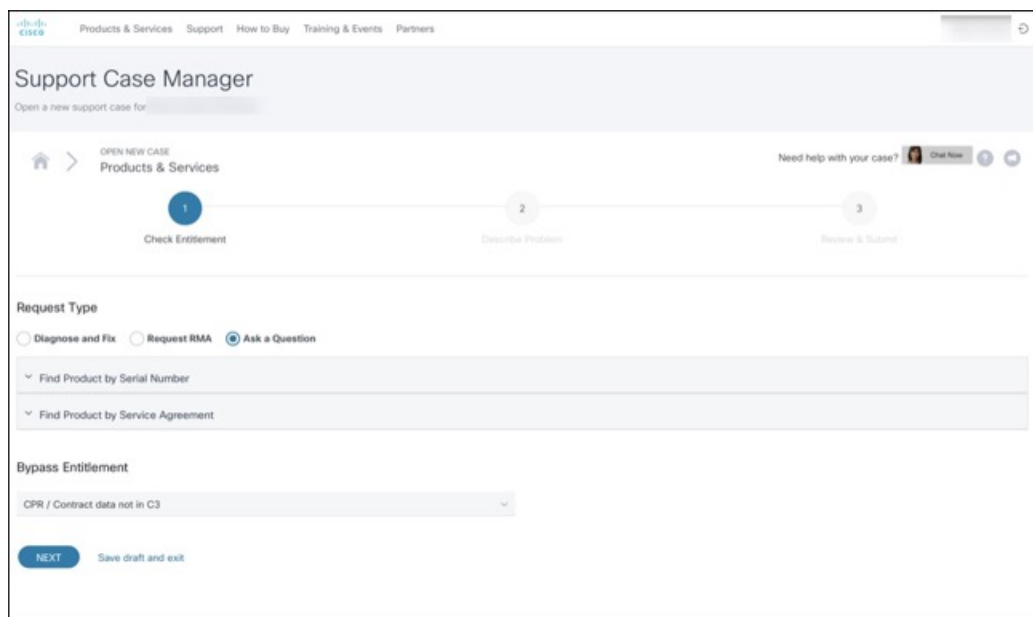 CISCO
Products & Services Support How to Buy Training & Events Partners
Support Case Manager
Open a new support case for
OPEN NEW CASE
Products & Services
Need help with your case? Chat Now ?
1 2 3
Check Entitlement Describe Problem Review & Submit
Request Type
Diagnose and Fix Request RMA Ask a Question
Find Product by Serial Number
Find Product by Service Agreement
Bypass Entitlement
CPR / Contract data not in C3
NEXT Save draft and exit